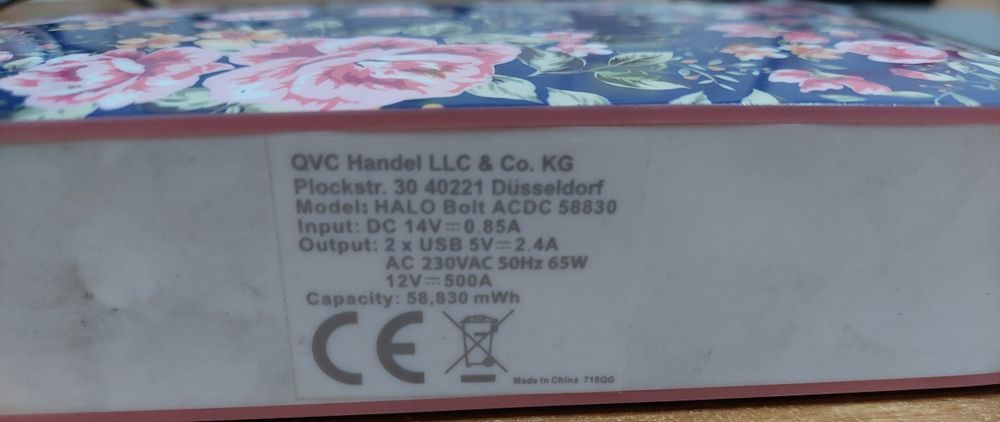 QVC Handel LLC & Co. KG
Plockstr. 30 40221 Düsseldorf
Model: HALO Bolt ACDC 58830
Input: DC 14V⎓0.85A
Output: 2 x USB 5V⎓2.4A
AC 230VAC 50Hz 65W
12V⎓500A
Capacity: 58,830 mWh
CE
Made in China 715QG